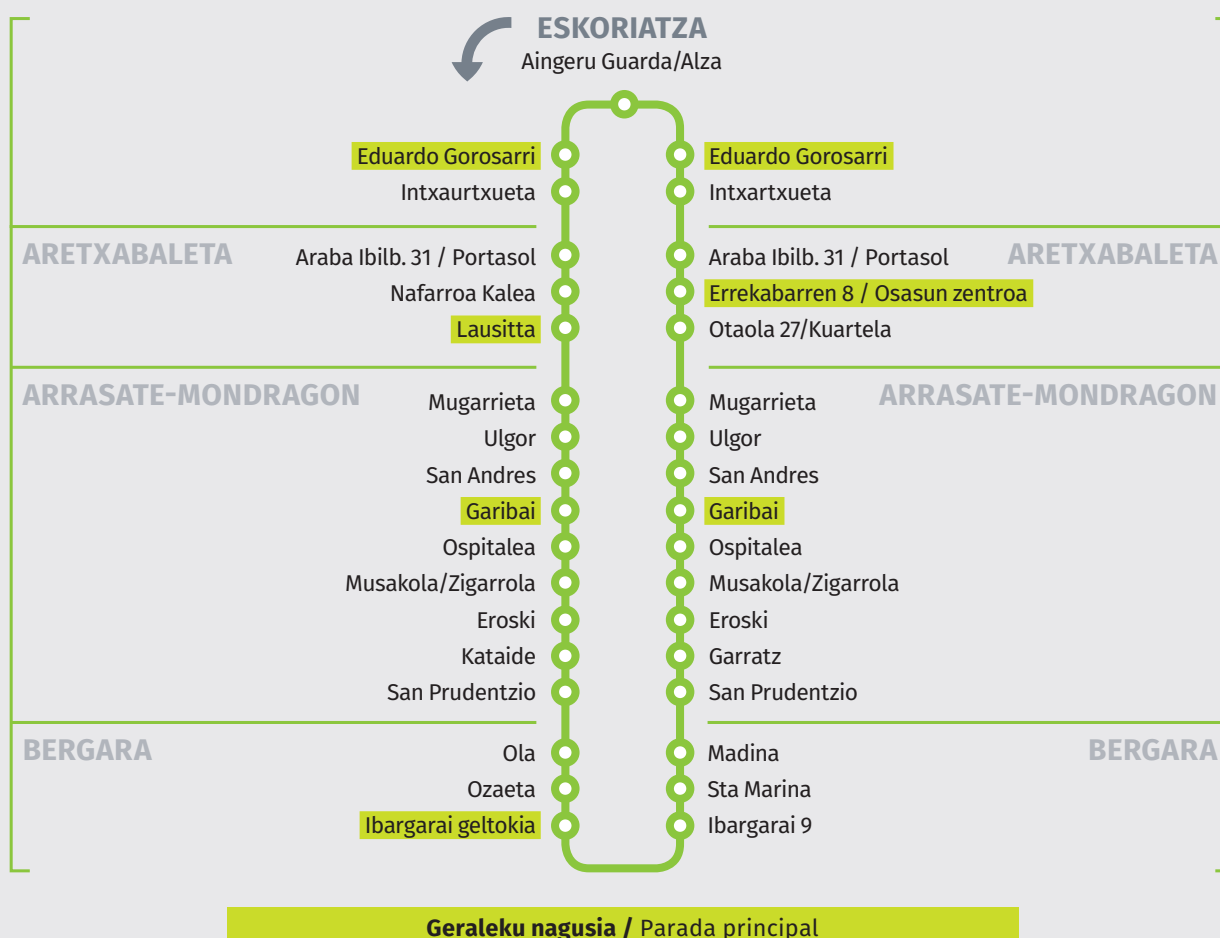 ESKORIATZA
Aingeru Guarda/Alza
Eduardo Gorosarri
Intxaurtxueta
ARETXABALETA
Araba Ibilb. 31 / Portasol
Nafarroa Kalea
Lausitta
ARRASATE-MONDRAGON
Mugarrieta
Ulgor
San Andres
Garibai
Ospitalea
Musakola/Zigarrola
Eroski
Kataide
San Prudentzio
BERGARA
Ola
Ozaeta
Ibargarai geltokia
Eduardo Gorosarri
Intxartxueta
Araba Ibilb. 31 / Portasol
ARETXABALETA
Errekabarren 8 / Osasun zentroa
Otaola 27/Kuartela
Mugarrieta
ARRASATE-MONDRAGON
Ulgor
San Andres
Garibai
Ospitalea
Musakola/Zigarrola
Eroski
Garratz
San Prudentzio
Madina
BERGARA
Sta Marina
Ibargarai 9
Geraleku nagusia / Parada principal